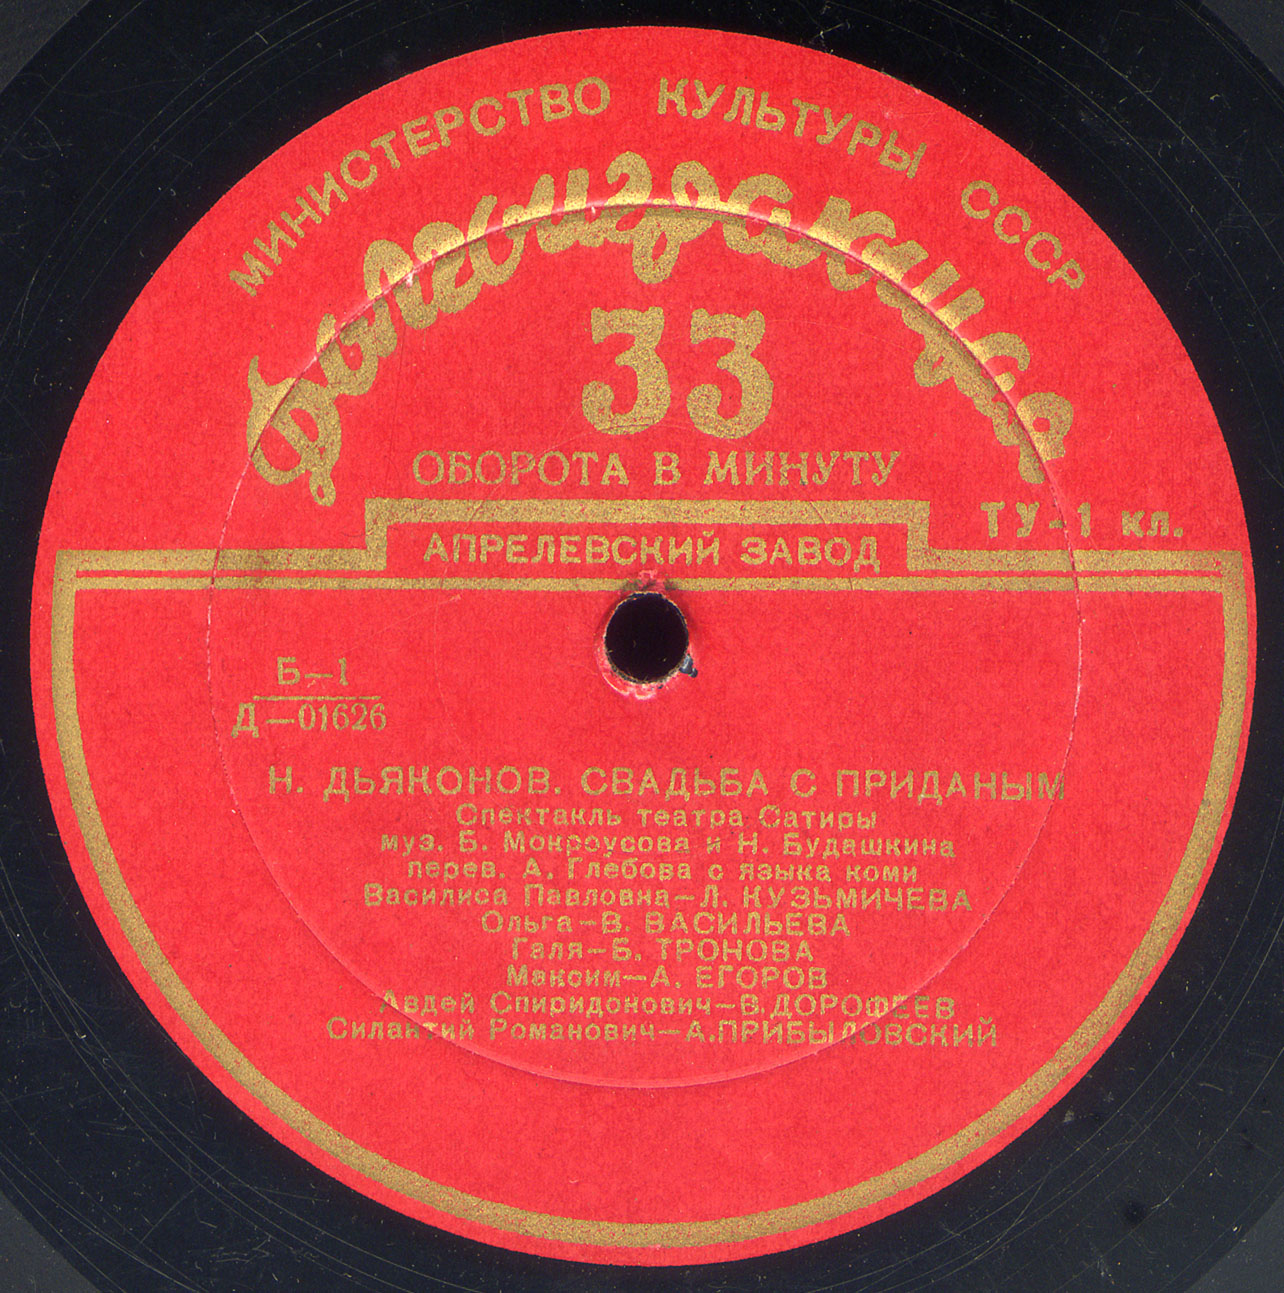 МИНИСТЕРСТВО КУЛЬТУРЫ СССР
Долгоиграющая
33
ОБОРОТА В МИНУТУ
ТУ-1 кл.
АПРЕЛЕВСКИЙ ЗАВОД
Б—1
Д—01626
Н. ДЬЯКОНОВ. СВАДЬБА С ПРИДАНЫМ
Спектакль театра Сатиры
муз. Б. Мокроусова и Н. Будашкина
перев. А. Глебова с языка коми
Василиса Павловна—Л. КУЗЬМИЧЕВА
Ольга—В. ВАСИЛЬЕВА
Галя—Б. ТРОНОВА
Максим—А. ЕГОРОВ
Авдей Спиридонович—В.ДОРОФЕЕВ
Силантий Романович—А.ПРИБЫЛОВСКИЙ